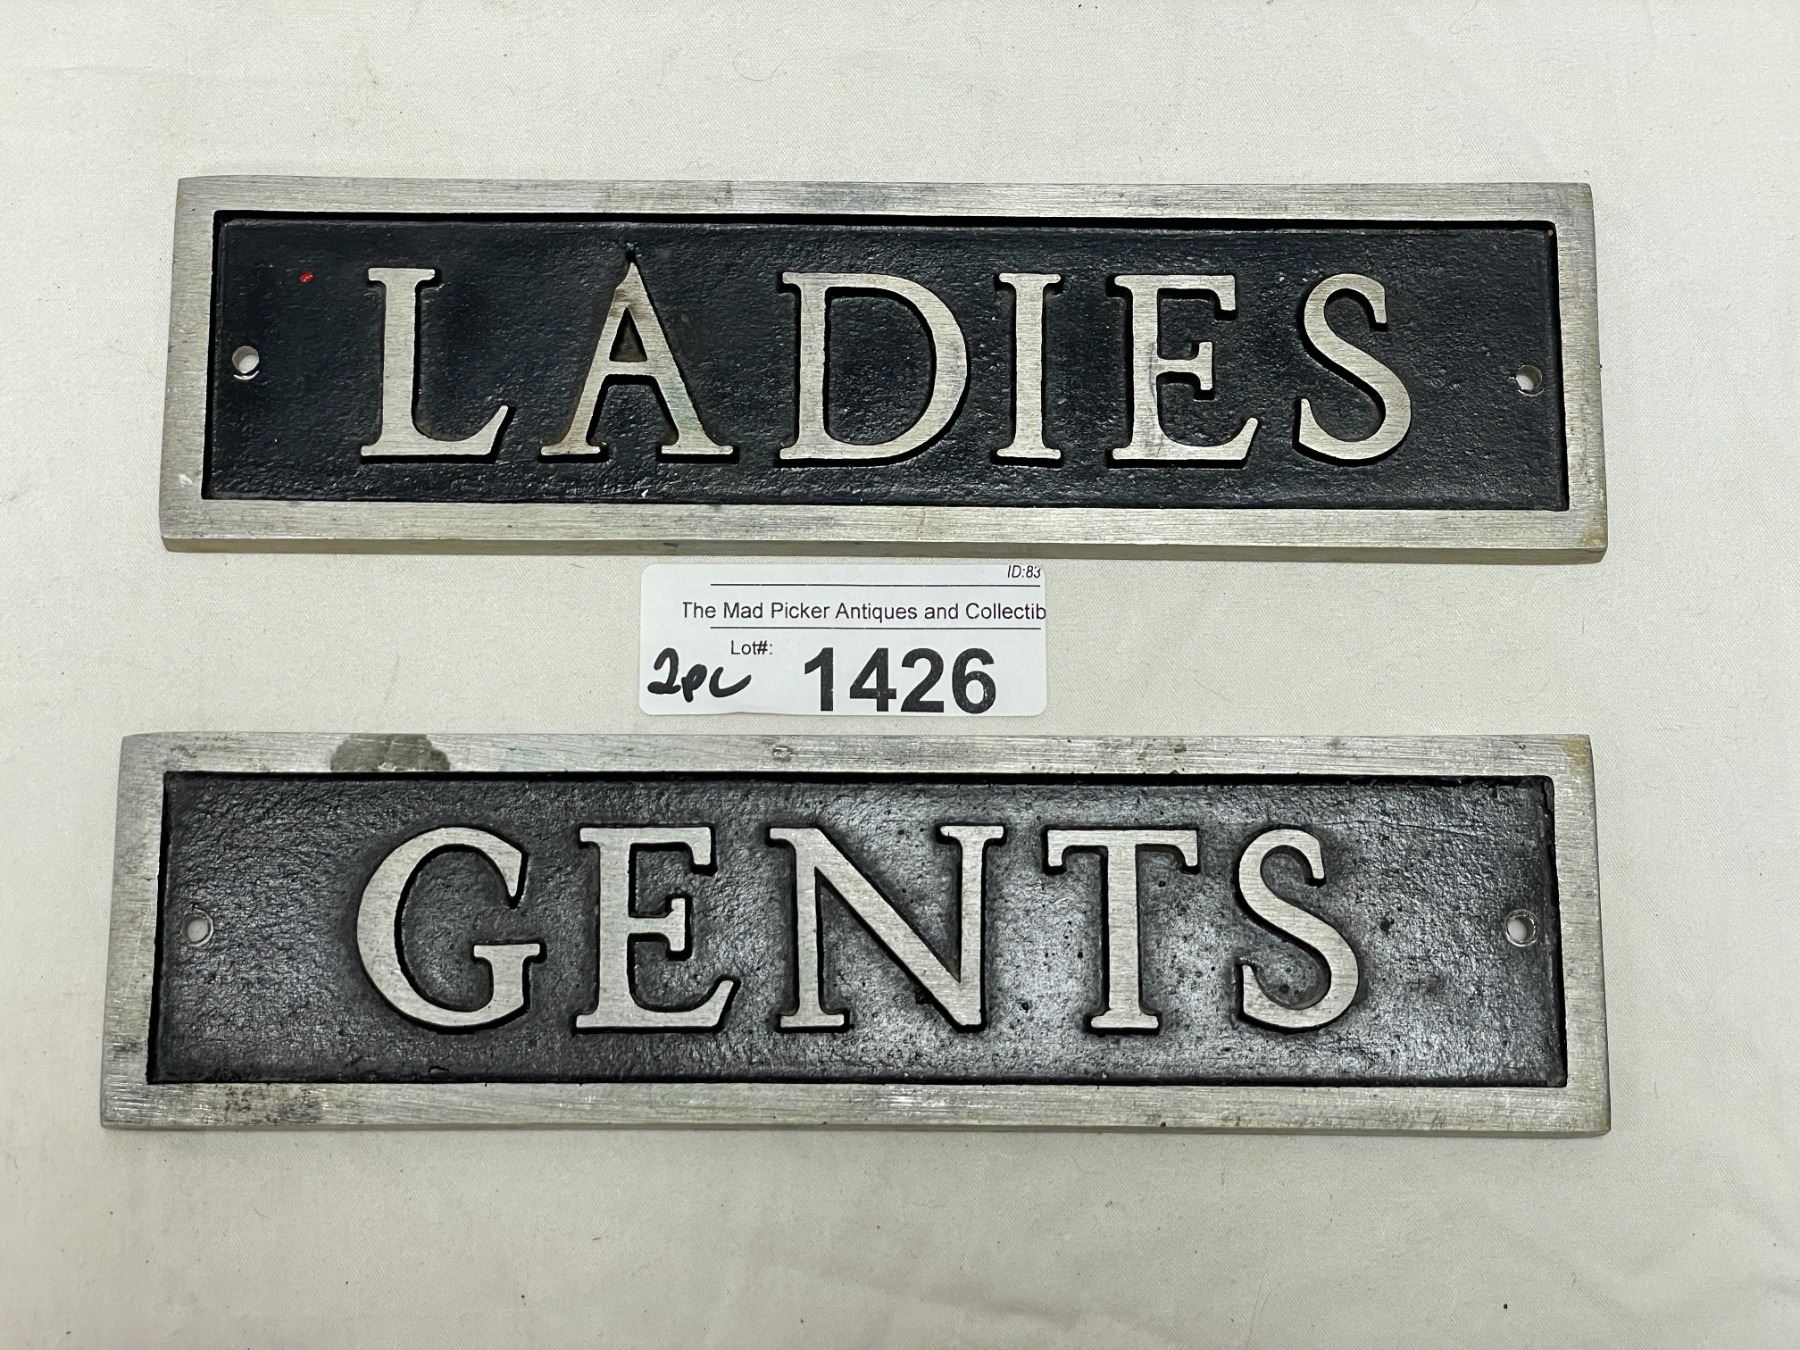 LADIES
ID:83
The Mad Picker Antiques and Collectib
Lot#:
2pc 1426
GENTS